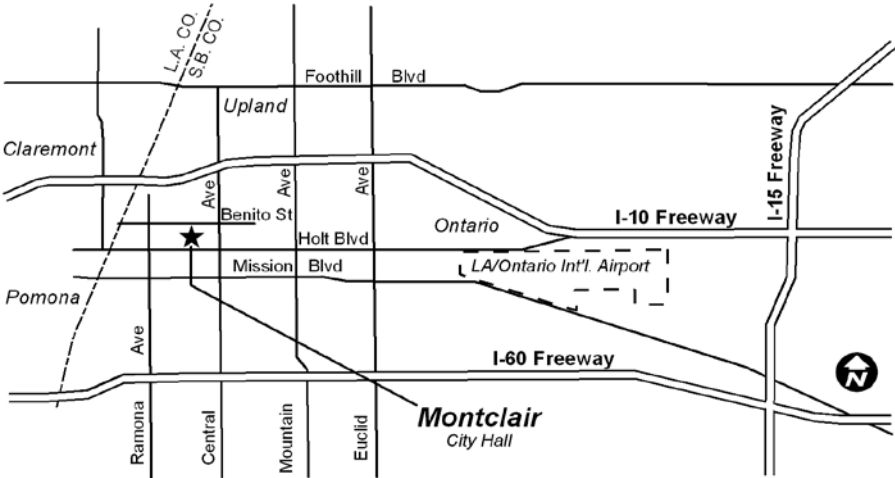 L.A. CO.
S.B. CO.
Foothill Blvd
Upland
Claremont
I-15 Freeway
Ave
Ave
Ave
Benito St
Ontario
I-10 Freeway
Holt Blvd
Mission Blvd
LA/Ontario Int'l. Airport
Pomona
Ave
I-60 Freeway
N
Ramona
Central
Mountain
Euclid
Montclair
City Hall